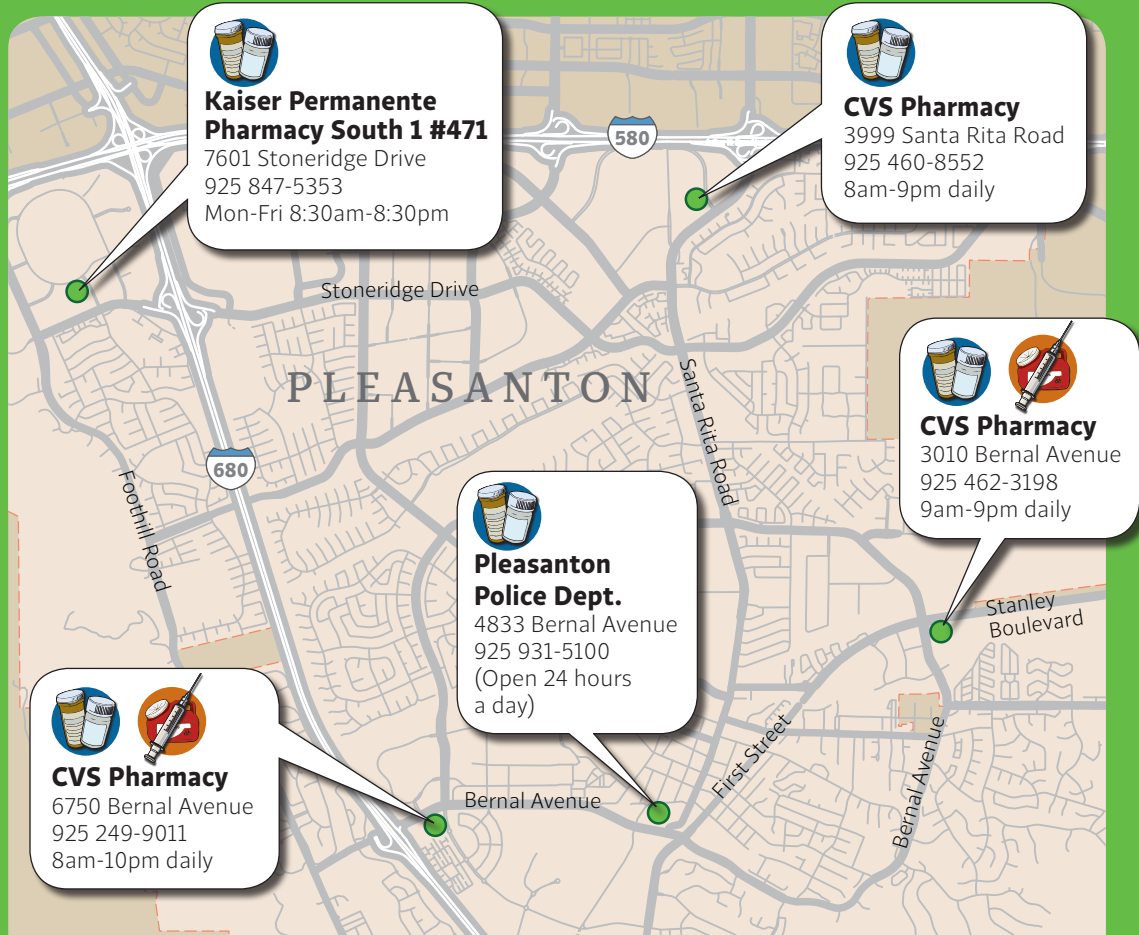 Kaiser Permanente
Pharmacy South 1 #471
7601 Stoneridge Drive
925 847-5353
Mon-Fri 8:30am-8:30pm
580
CVS Pharmacy
3999 Santa Rita Road
925 460-8552
8am-9pm daily
Stoneridge Drive
PLEASANTON
Santa Rita Road
CVS Pharmacy
3010 Bernal Avenue
925 462-3198
9am-9pm daily
680
Foothill Road
Pleasanton
Police Dept.
4833 Bernal Avenue
925 931-5100
(Open 24 hours
a day)
Stanley
Boulevard
CVS Pharmacy
6750 Bernal Avenue
925 249-9011
8am-10pm daily
Bernal Avenue
First Street
Bernal Avenue